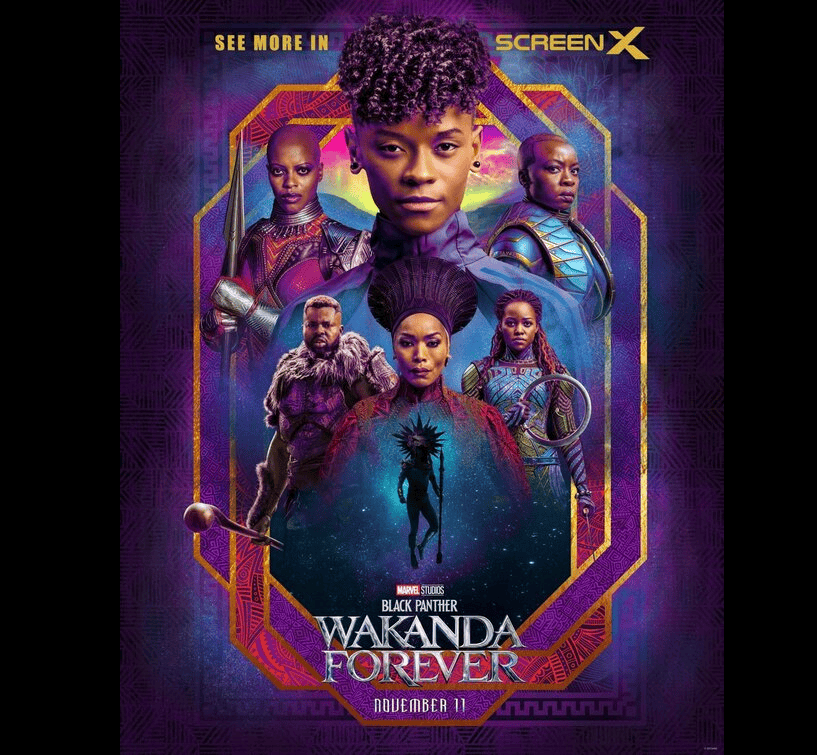 SEE MORE IN SCREENX
MARVEL STUDIOS
BLACK PANTHER
WAKANDA
FOREVER
NOVEMBER 11